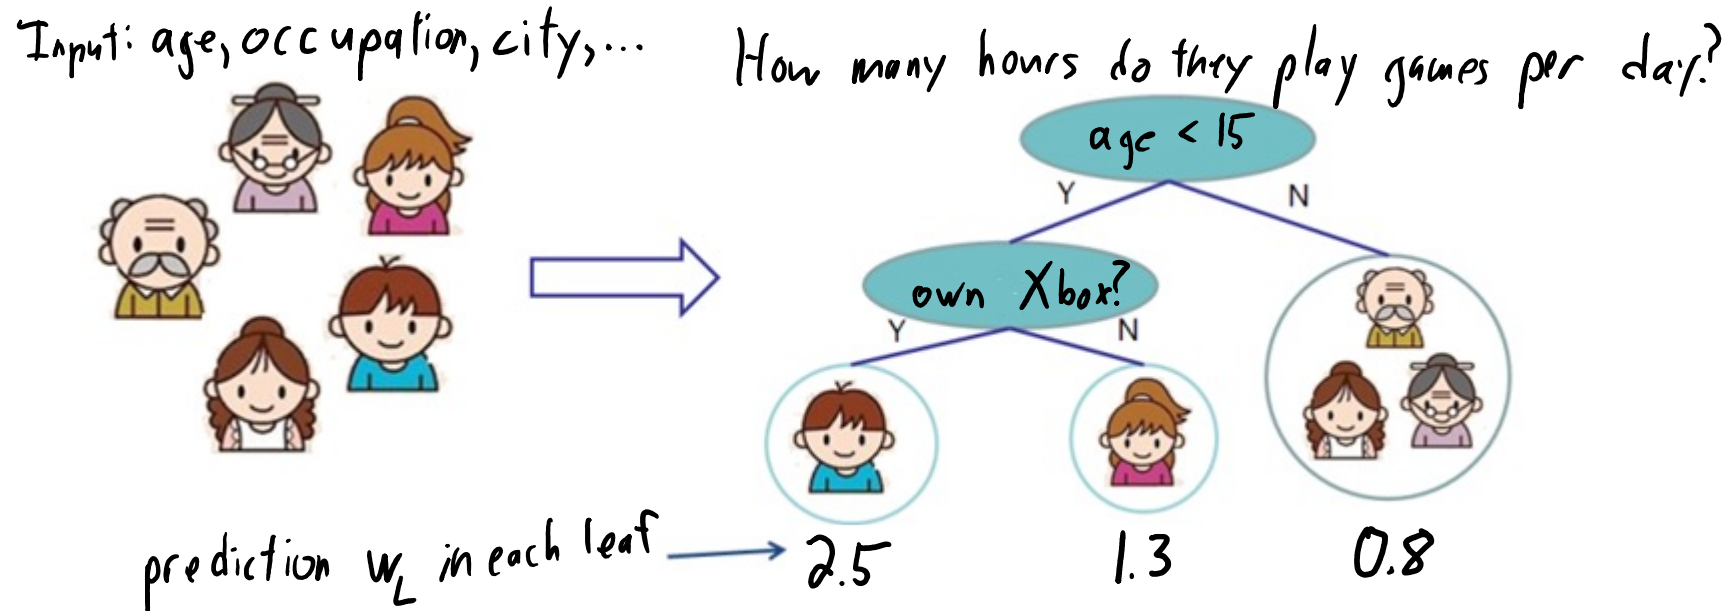 Input: age, occupation, city, ...
How many hours do they play games per day?
age < 15
Y
N
own Xbox?
Y
N
prediction w_L in each leaf
2.5
1.3
0.8